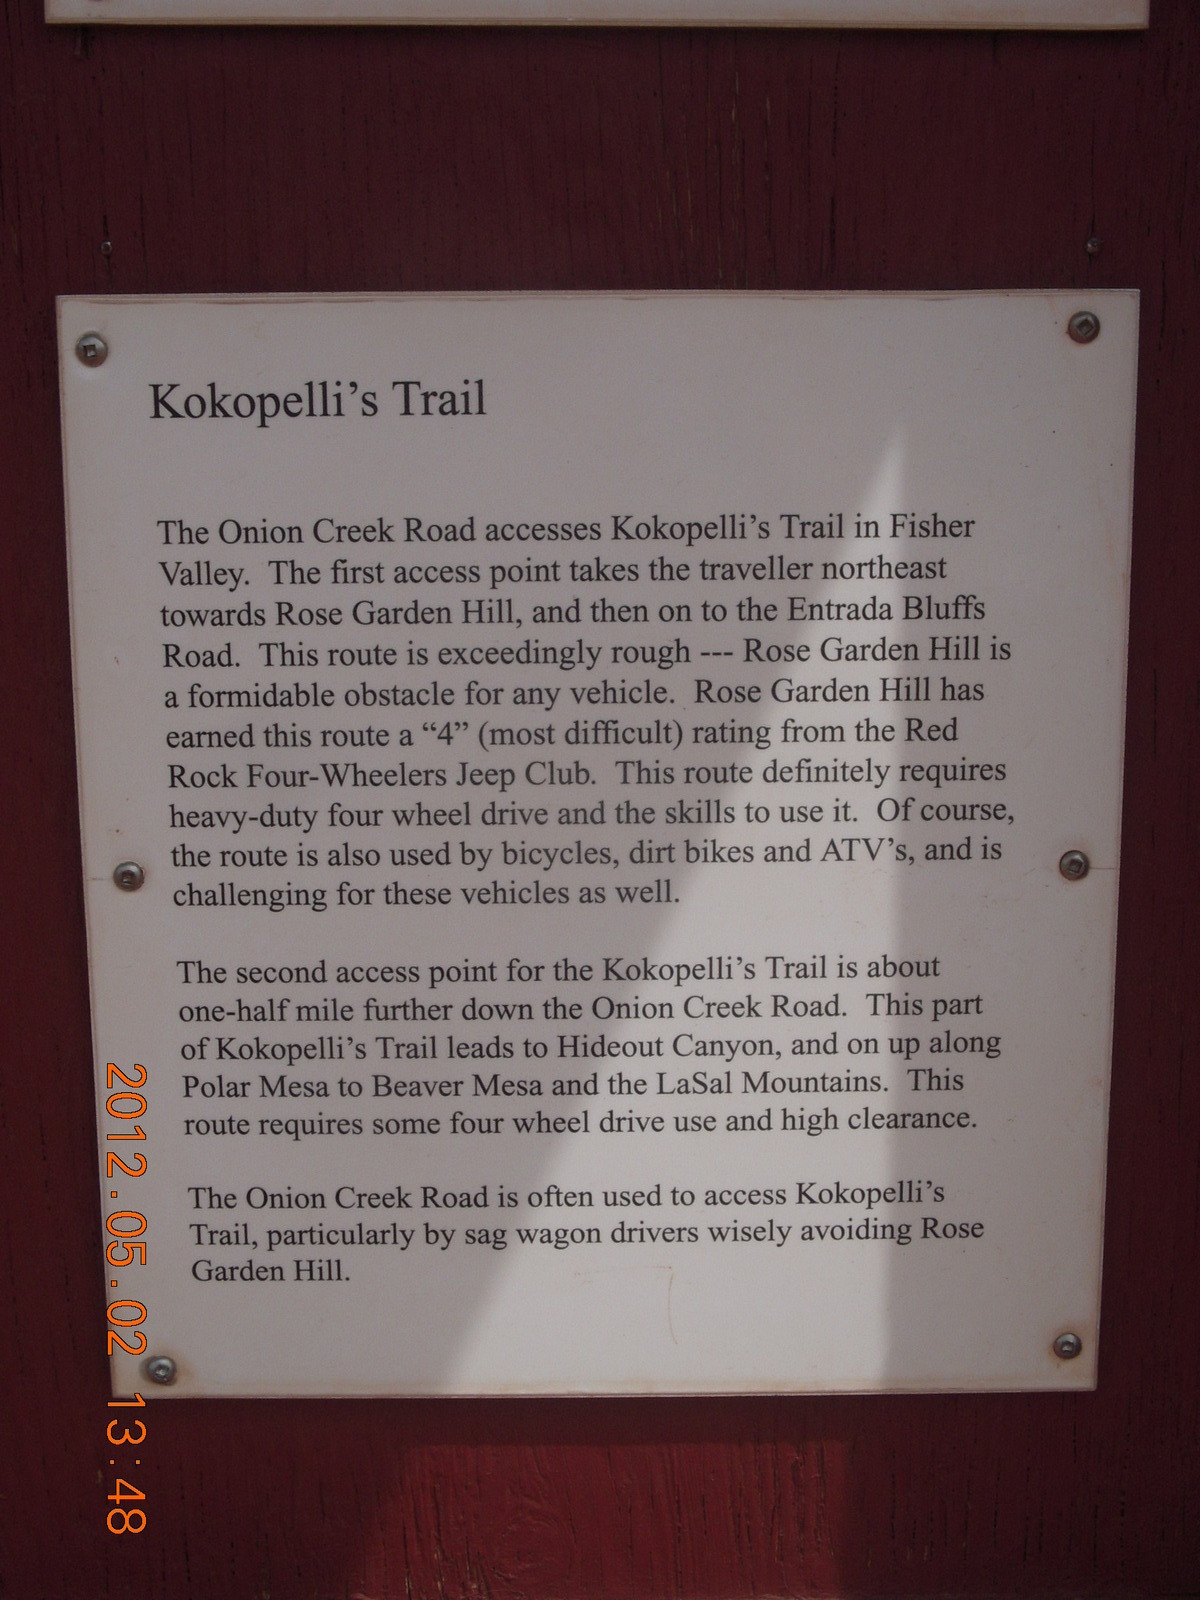 Kokopelli’s Trail
The Onion Creek Road accesses Kokopelli’s Trail in Fisher
Valley.  The first access point takes the traveller northeast
towards Rose Garden Hill, and then on to the Entrada Bluffs
Road.  This route is exceedingly rough --- Rose Garden Hill is
a formidable obstacle for any vehicle.  Rose Garden Hill has
earned this route a “4” (most difficult) rating from the Red
Rock Four-Wheelers Jeep Club.  This route definitely requires
heavy-duty four wheel drive and the skills to use it.  Of course,
the route is also used by bicycles, dirt bikes and ATV’s, and is
challenging for these vehicles as well.
The second access point for the Kokopelli’s Trail is about
one-half mile further down the Onion Creek Road.  This part
of Kokopelli’s Trail leads to Hideout Canyon, and on up along
Polar Mesa to Beaver Mesa and the LaSal Mountains.  This
route requires some four wheel drive use and high clearance.
The Onion Creek Road is often used to access Kokopelli’s
Trail, particularly by sag wagon drivers wisely avoiding Rose
Garden Hill.
2012.05.02 13:48